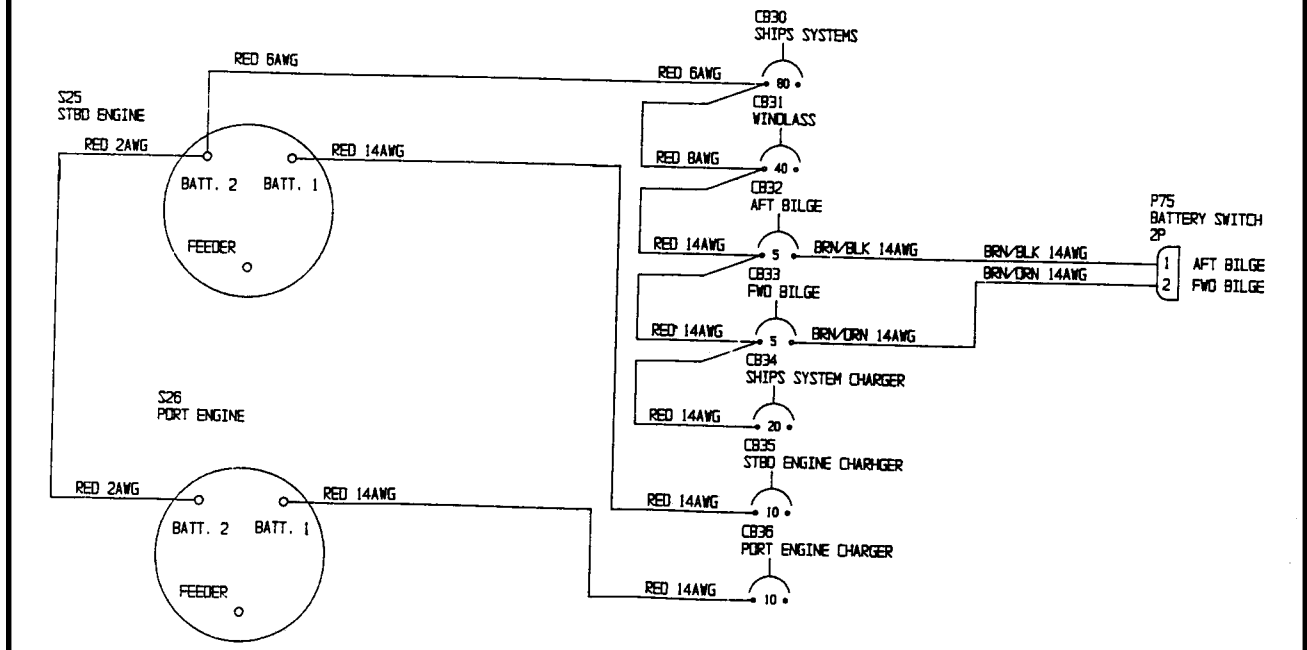 CB30
SHIPS SYSTEMS
RED 6AWG
RED 6AWG
80
S25
STBD ENGINE
CB31
WINDLASS
RED 2AWG
RED 14AWG
RED 8AWG
40
BATT. 2
BATT. 1
CB32
AFT BILGE
P75
BATTERY SWITCH
2P
FEEDER
RED 14AWG
5
BRN/BLK 14AWG
BRN/BLK 14AWG
1
AFT BILGE
BRN/ORN 14AWG
2
FWD BILGE
CB33
FWD BILGE
RED 14AWG
5
BRN/ORN 14AWG
CB34
SHIPS SYSTEM CHARGER
S26
PORT ENGINE
RED 14AWG
20
CB35
STBD ENGINE CHARHGER
RED 2AWG
RED 14AWG
RED 14AWG
10
BATT. 2
BATT. 1
CB36
PORT ENGINE CHARGER
FEEDER
RED 14AWG
10